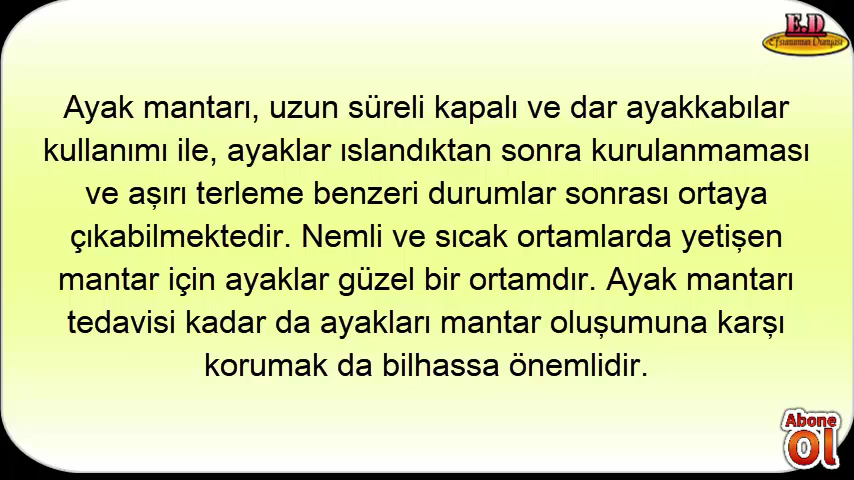 E.D
Efsunumun Dünyası
Ayak mantarı, uzun süreli kapalı ve dar ayakkabılar
kullanımı ile, ayaklar ıslandıktan sonra kurulanmaması
ve aşırı terleme benzeri durumlar sonrası ortaya
çıkabilmektedir. Nemli ve sıcak ortamlarda yetişen
mantar için ayaklar güzel bir ortamdır. Ayak mantarı
tedavisi kadar da ayakları mantar oluşumuna karşı
korumak da bilhassa önemlidir.
Abone
Ol